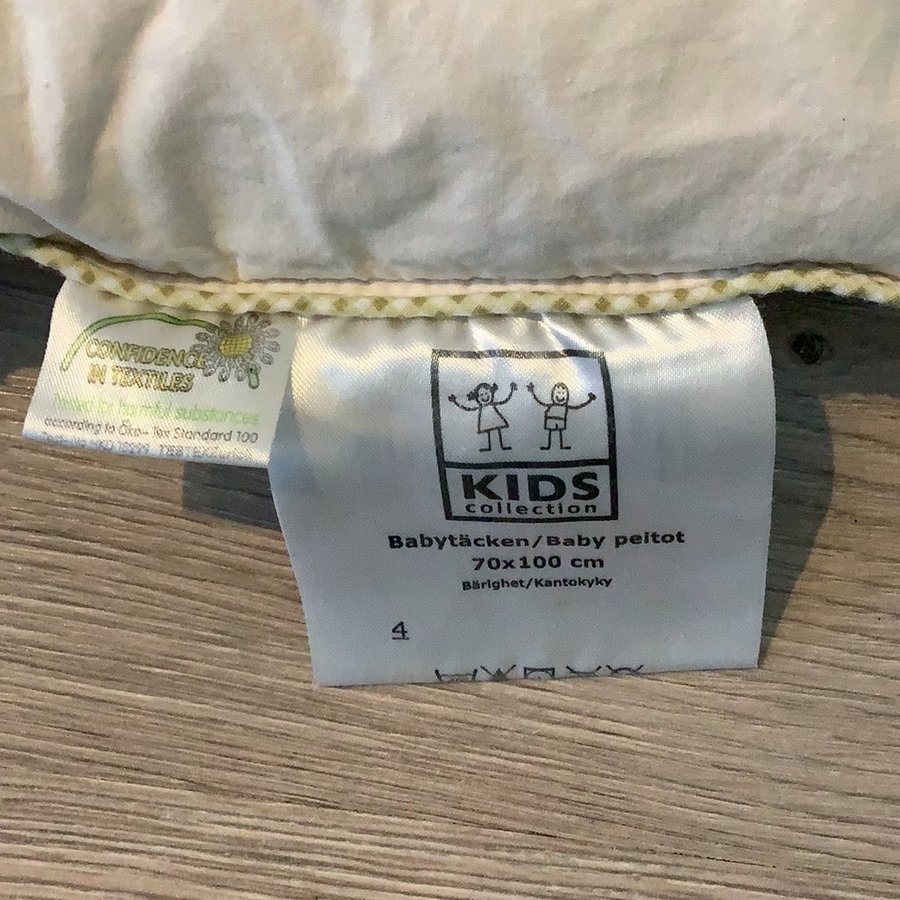 CONFIDENCE
IN TEXTILES
Tested for harmful substances
according to Öko-Tex Standard 100
KIDS
collection
Babytäcken/Baby peitot
70x100 cm
Bärighet/Kantokyky
4